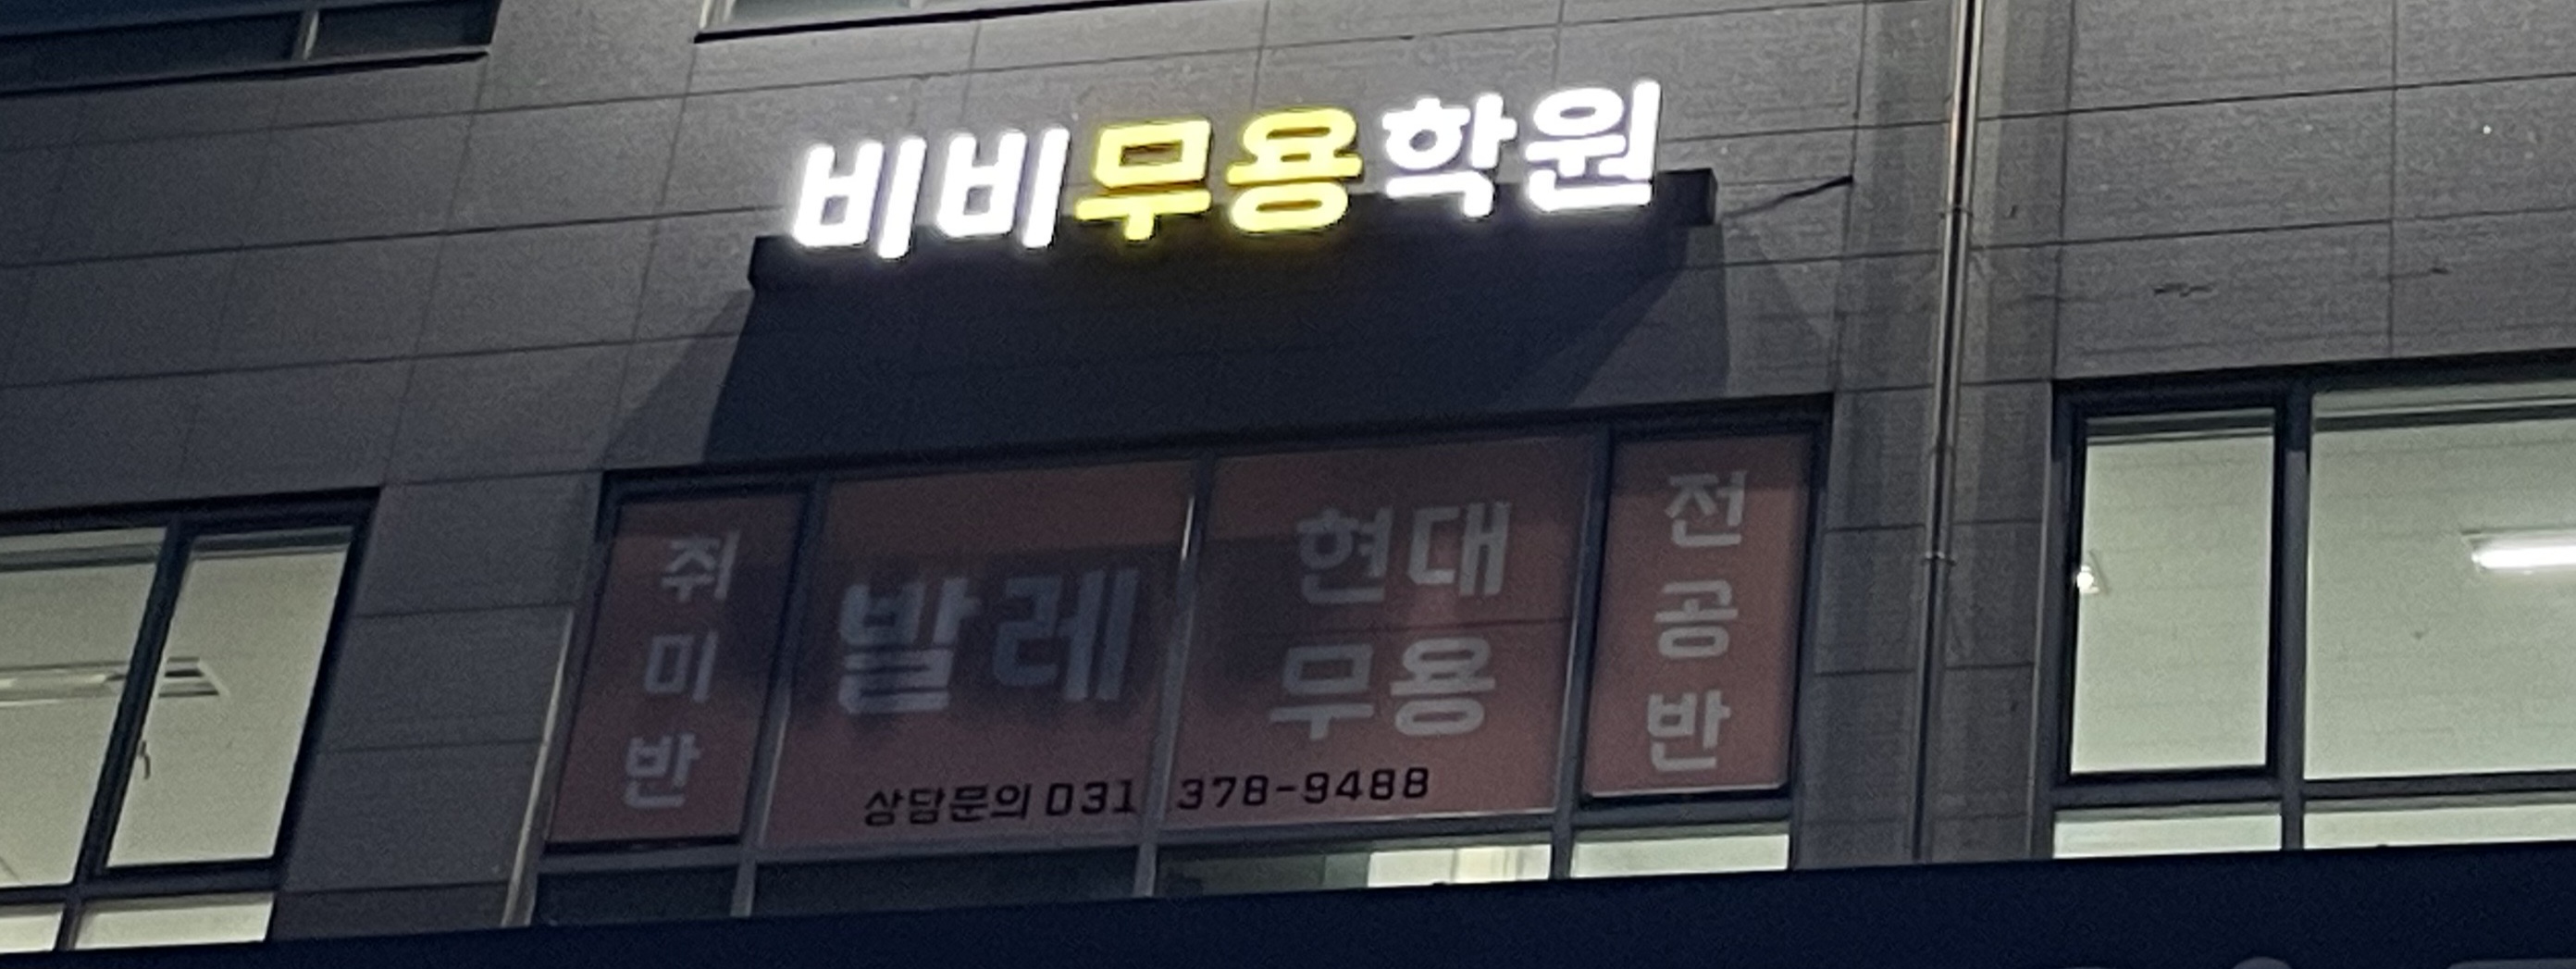 비비무용학원
취미반
발레
현대
무용
전공반
상담문의 031 378-9488